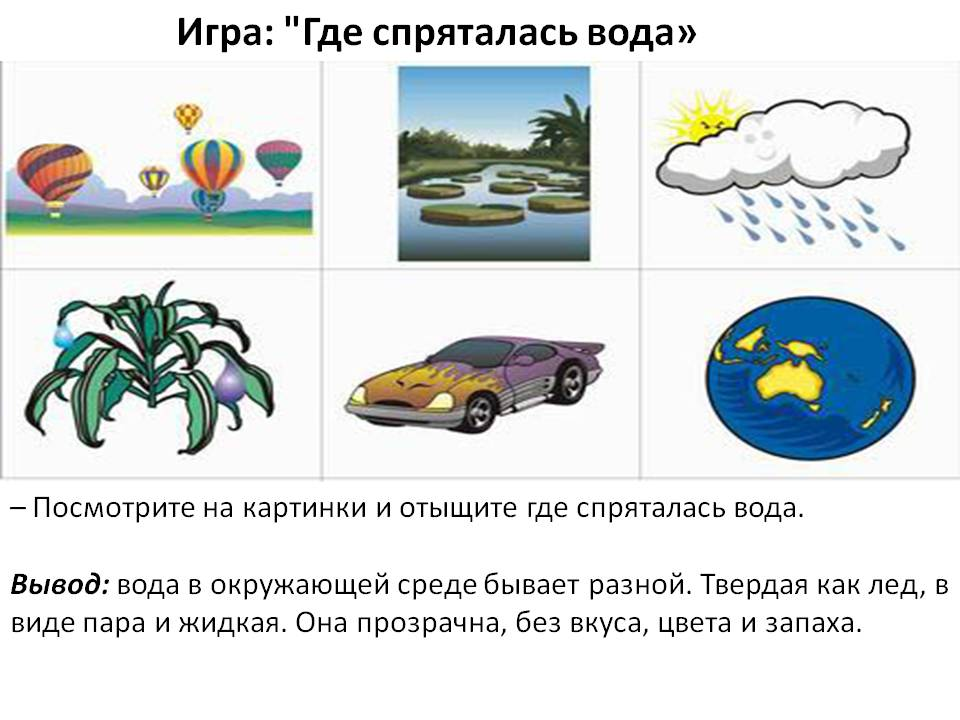 Игра: "Где спряталась вода»
– Посмотрите на картинки и отыщите где спряталась вода.
Вывод: вода в окружающей среде бывает разной. Твердая как лед, в
виде пара и жидкая. Она прозрачна, без вкуса, цвета и запаха.